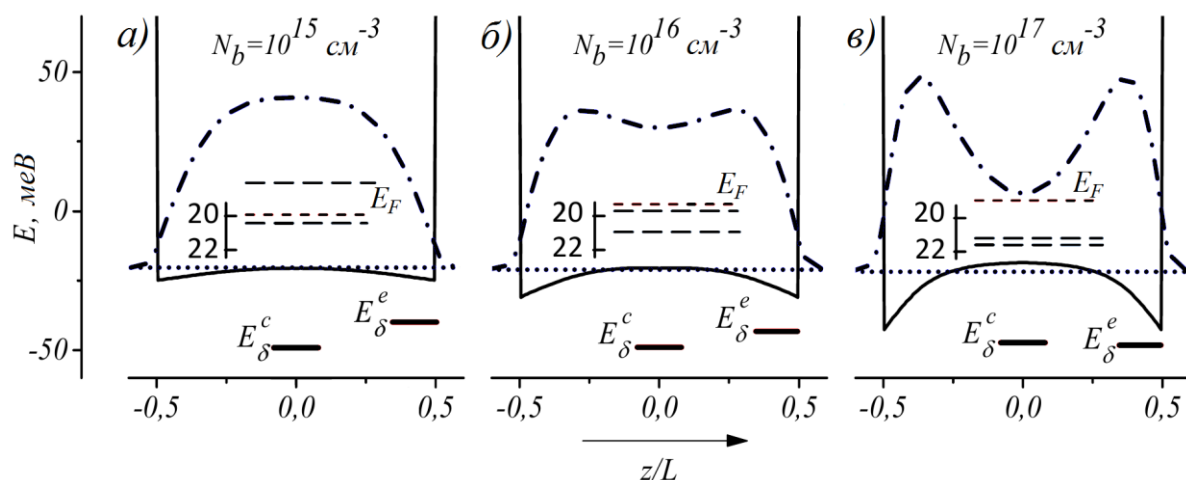 а) N_b=10^15 см^-3
б) N_b=10^16 см^-3
в) N_b=10^17 см^-3
E, меВ
50
0
-50
E_F
20
22
E_δ^c
E_δ^e
E_F
20
22
E_δ^c
E_δ^e
E_F
20
22
E_δ^c
E_δ^e
-0,5
0,0
0,5
-0,5
0,0
0,5
-0,5
0,0
0,5
z/L